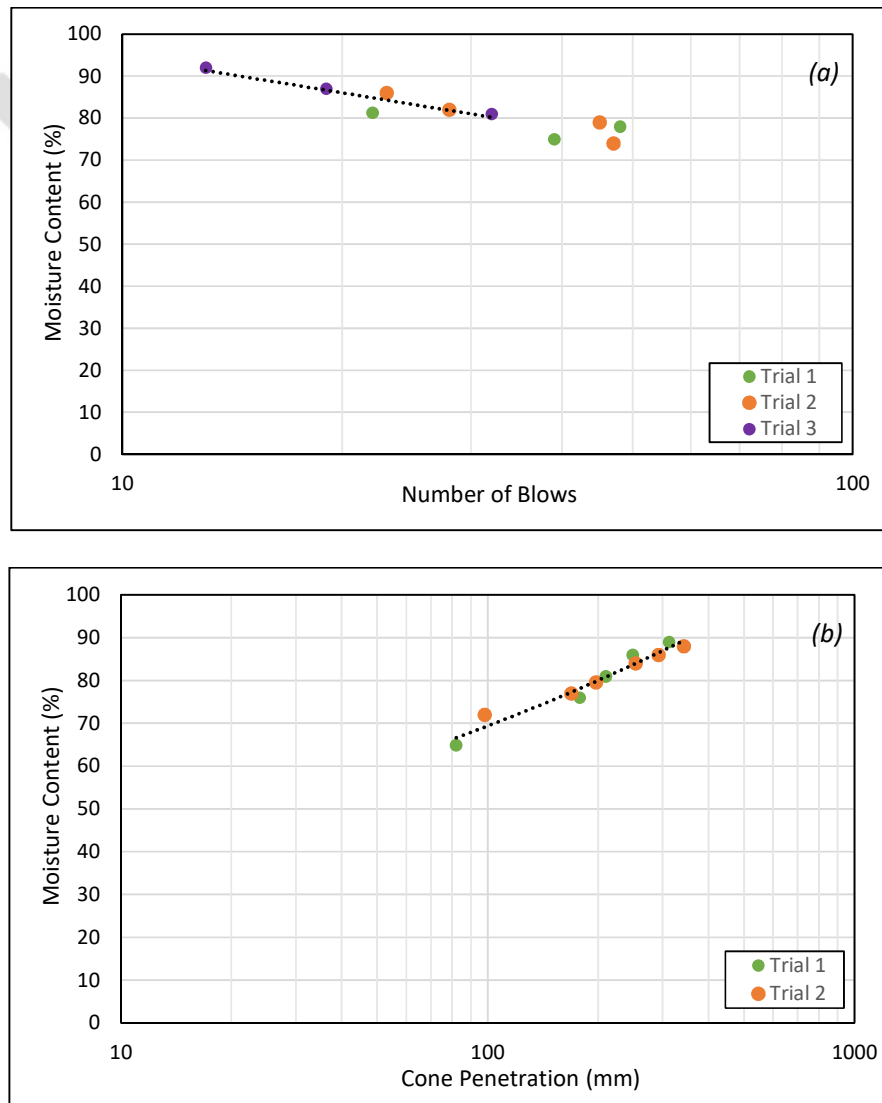 (a)
Moisture Content (%)
100
90
80
70
60
50
40
30
20
10
0
Trial 1
Trial 2
Trial 3
10
100
Number of Blows
(b)
Moisture Content (%)
100
90
80
70
60
50
40
30
20
10
0
Trial 1
Trial 2
10
100
1000
Cone Penetration (mm)